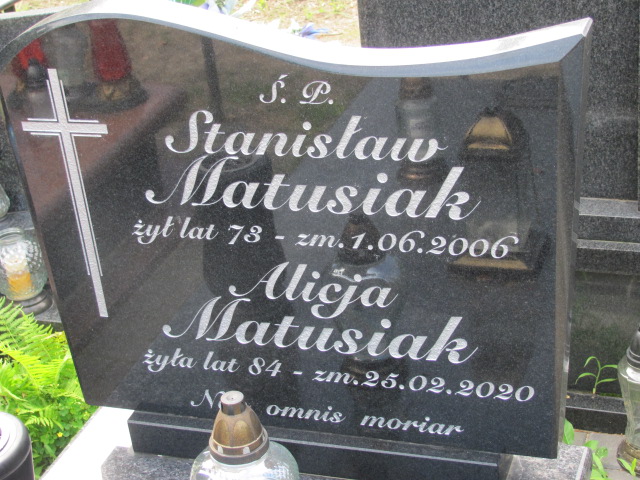 Ś. P.
Stanisław
Matusiak
żył lat 73 - zm. 1.06.2006
Alicja
Matusiak
żyła lat 84 - zm. 25.02.2020
omnis moriar